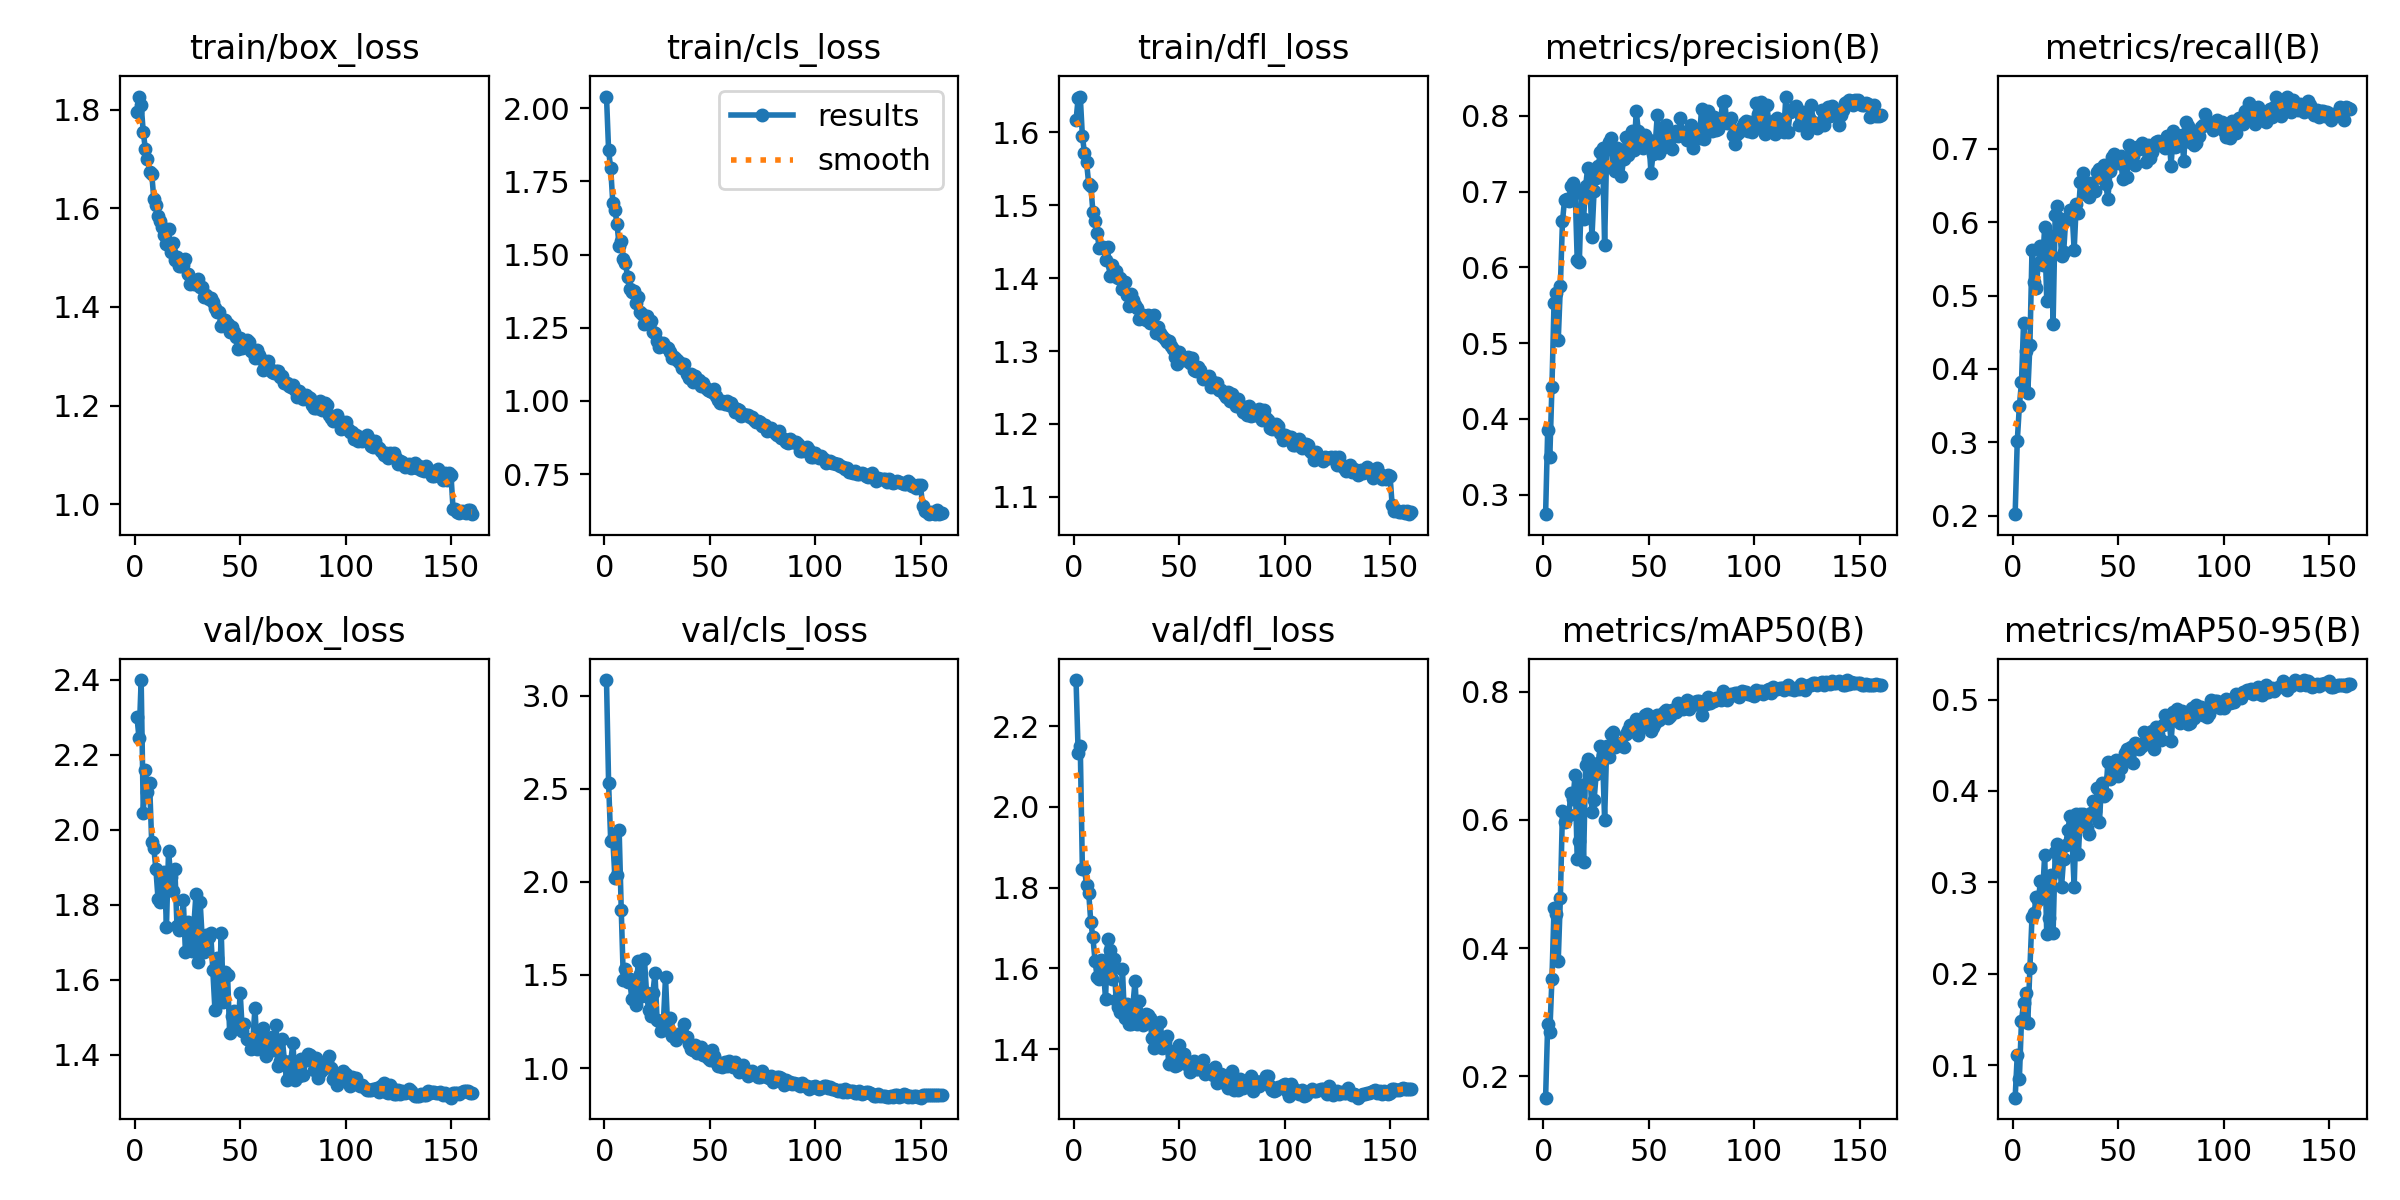 train/box_loss
1.8
1.6
1.4
1.2
1.0
0 50 100 150
train/cls_loss
results
smooth
2.00
1.75
1.50
1.25
1.00
0.75
0 50 100 150
train/dfl_loss
1.6
1.5
1.4
1.3
1.2
1.1
0 50 100 150
metrics/precision(B)
0.8
0.7
0.6
0.5
0.4
0.3
0 50 100 150
metrics/recall(B)
0.7
0.6
0.5
0.4
0.3
0.2
0 50 100 150
val/box_loss
2.4
2.2
2.0
1.8
1.6
1.4
0 50 100 150
val/cls_loss
3.0
2.5
2.0
1.5
1.0
0 50 100 150
val/dfl_loss
2.2
2.0
1.8
1.6
1.4
0 50 100 150
metrics/mAP50(B)
0.8
0.6
0.4
0.2
0 50 100 150
metrics/mAP50-95(B)
0.5
0.4
0.3
0.2
0.1
0 50 100 150